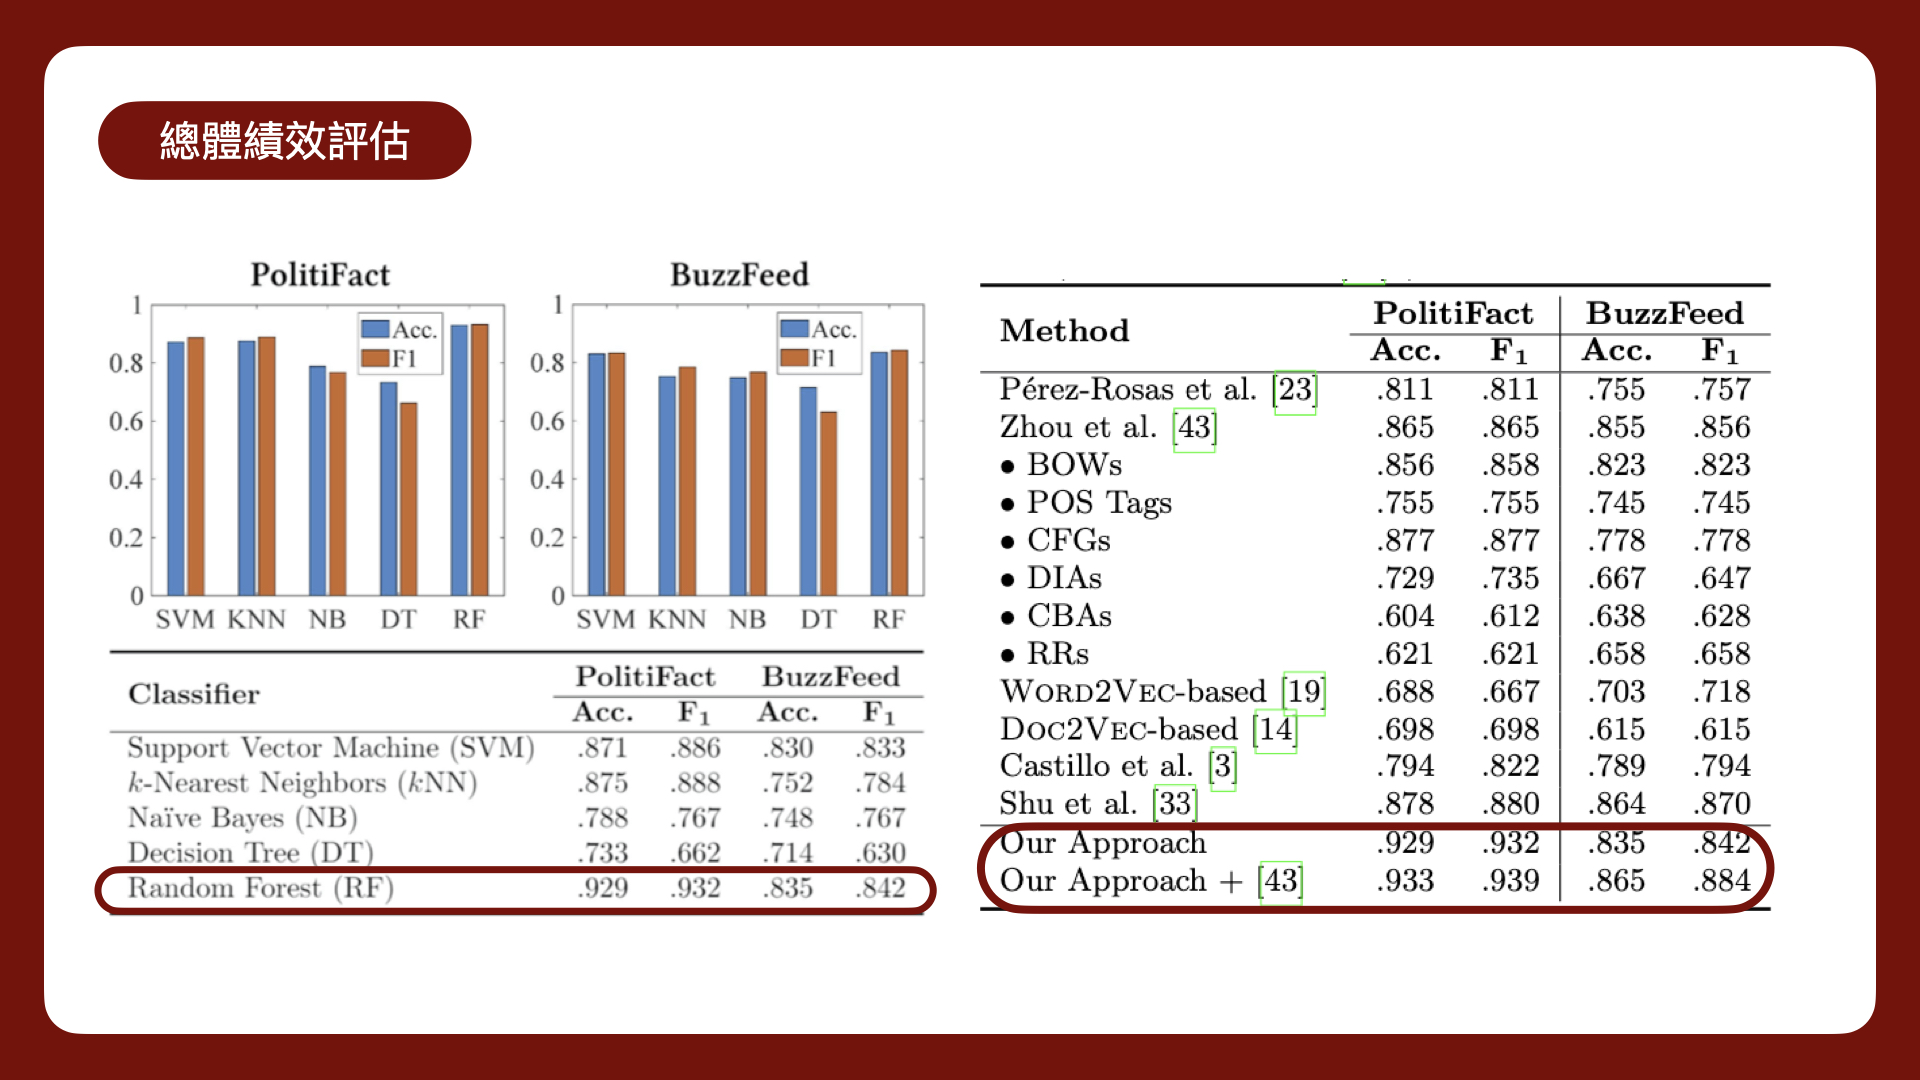 總體績效評估
PolitiFact
1
0.8
0.6
0.4
0.2
0
Acc.
F1
SVM KNN NB DT RF
BuzzFeed
1
0.8
0.6
0.4
0.2
0
Acc.
F1
SVM KNN NB DT RF
Classifier PolitiFact BuzzFeed
Acc. F₁ Acc. F₁
Support Vector Machine (SVM) .871 .886 .830 .833
k-Nearest Neighbors (kNN) .875 .888 .752 .784
Naïve Bayes (NB) .788 .767 .748 .767
Decision Tree (DT) .733 .662 .714 .630
Random Forest (RF) .929 .932 .835 .842
Method PolitiFact BuzzFeed
Acc. F₁ Acc. F₁
Pérez-Rosas et al. [23] .811 .811 .755 .757
Zhou et al. [43] .865 .865 .855 .856
• BOWs .856 .858 .823 .823
• POS Tags .755 .755 .745 .745
• CFGs .877 .877 .778 .778
• DIAs .729 .735 .667 .647
• CBAs .604 .612 .638 .628
• RRs .621 .621 .658 .658
WORD2VEC-based [19] .688 .667 .703 .718
DOC2VEC-based [14] .698 .698 .615 .615
Castillo et al. [3] .794 .822 .789 .794
Shu et al. [33] .878 .880 .864 .870
Our Approach .929 .932 .835 .842
Our Approach + [43] .933 .939 .865 .884